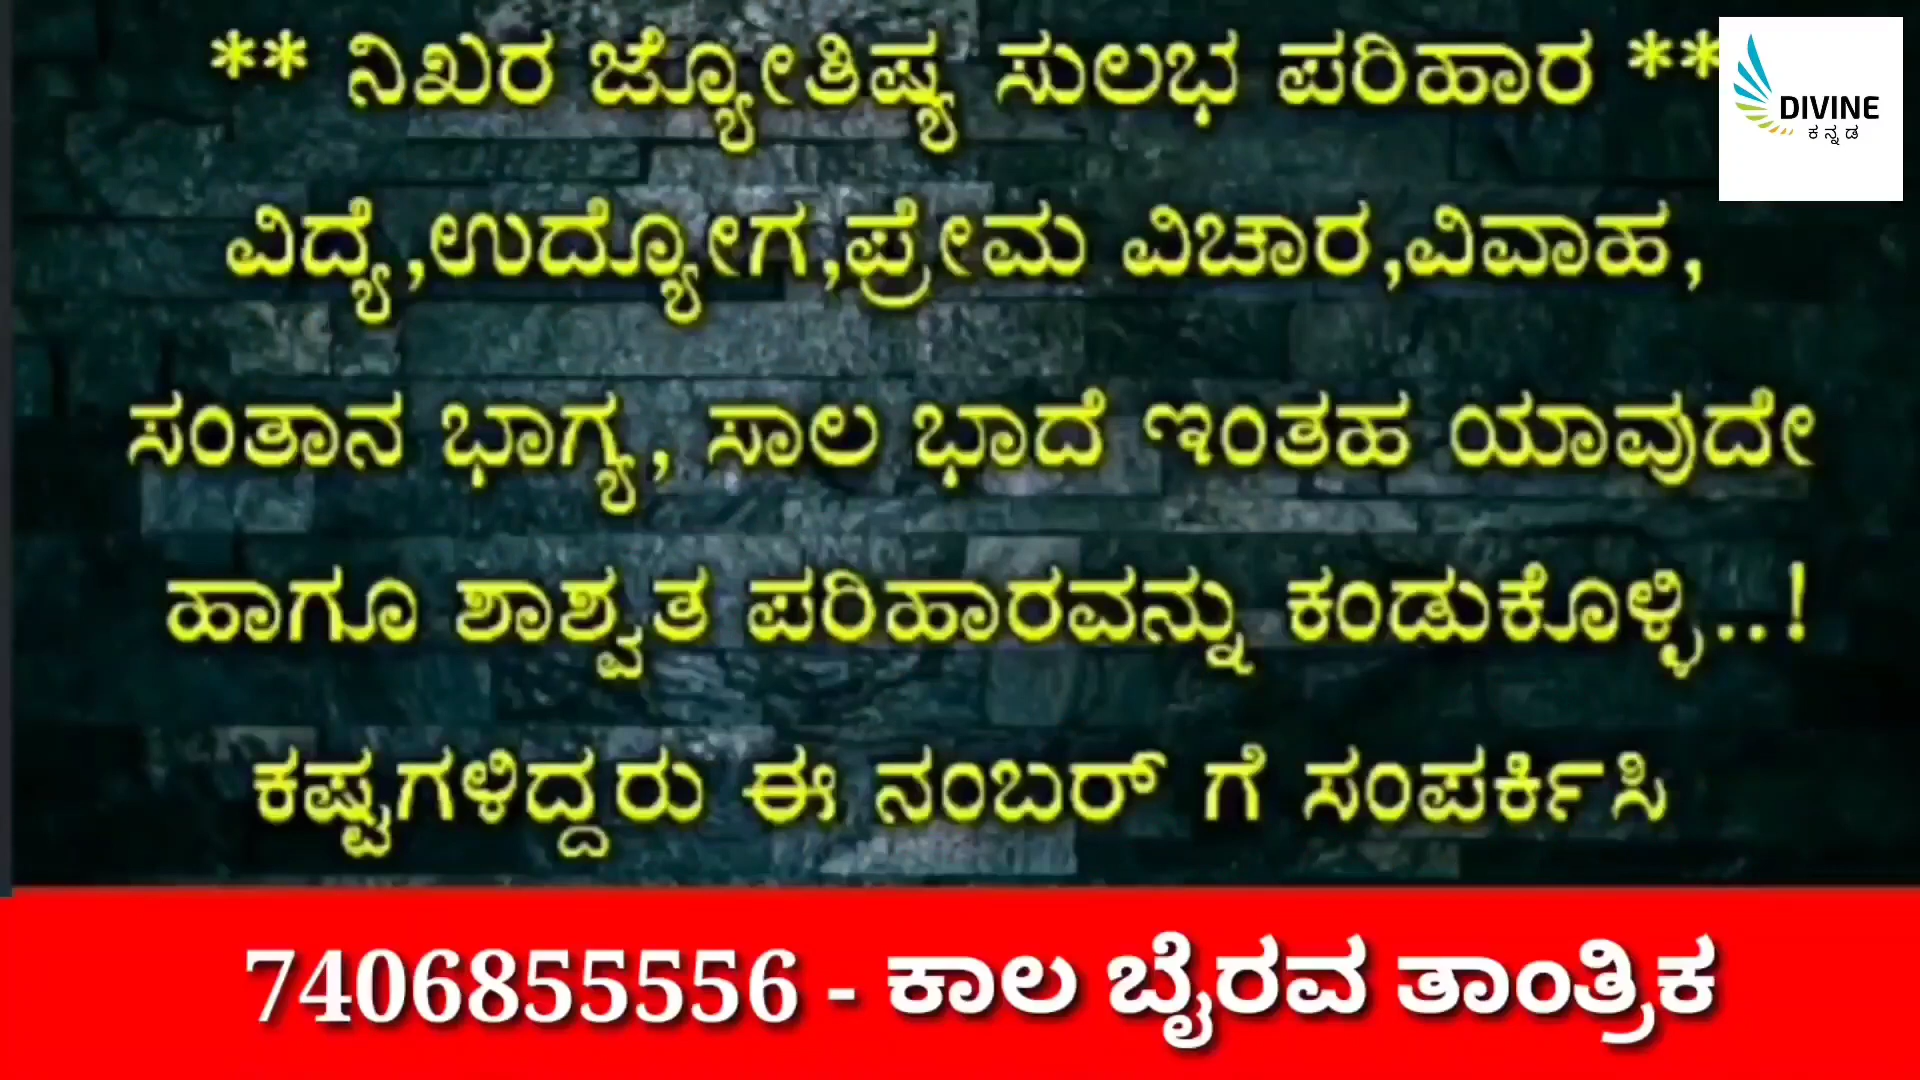 ** ನಿಖರ ಜ್ಯೋತಿಷ್ಯ ಸುಲಭ ಪರಿಹಾರ **
DIVINE
ಕನ್ನಡ
ವಿದ್ಯೆ,ಉದ್ಯೋಗ,ಪ್ರೇಮ ವಿಚಾರ,ವಿವಾಹ,
ಸಂತಾನ ಭಾಗ್ಯ, ಸಾಲ ಭಾದೆ ಇಂತಹ ಯಾವುದೇ
ಹಾಗೂ ಶಾಶ್ವತ ಪರಿಹಾರವನ್ನು ಕಂಡುಕೊಳ್ಳಿ..!
ಕಷ್ಟಗಳಿದ್ದರು ಈ ನಂಬರ್ ಗೆ ಸಂಪರ್ಕಿಸಿ
7406855556 - ಕಾಲ ಬೈರವ ತಾಂತ್ರಿಕ